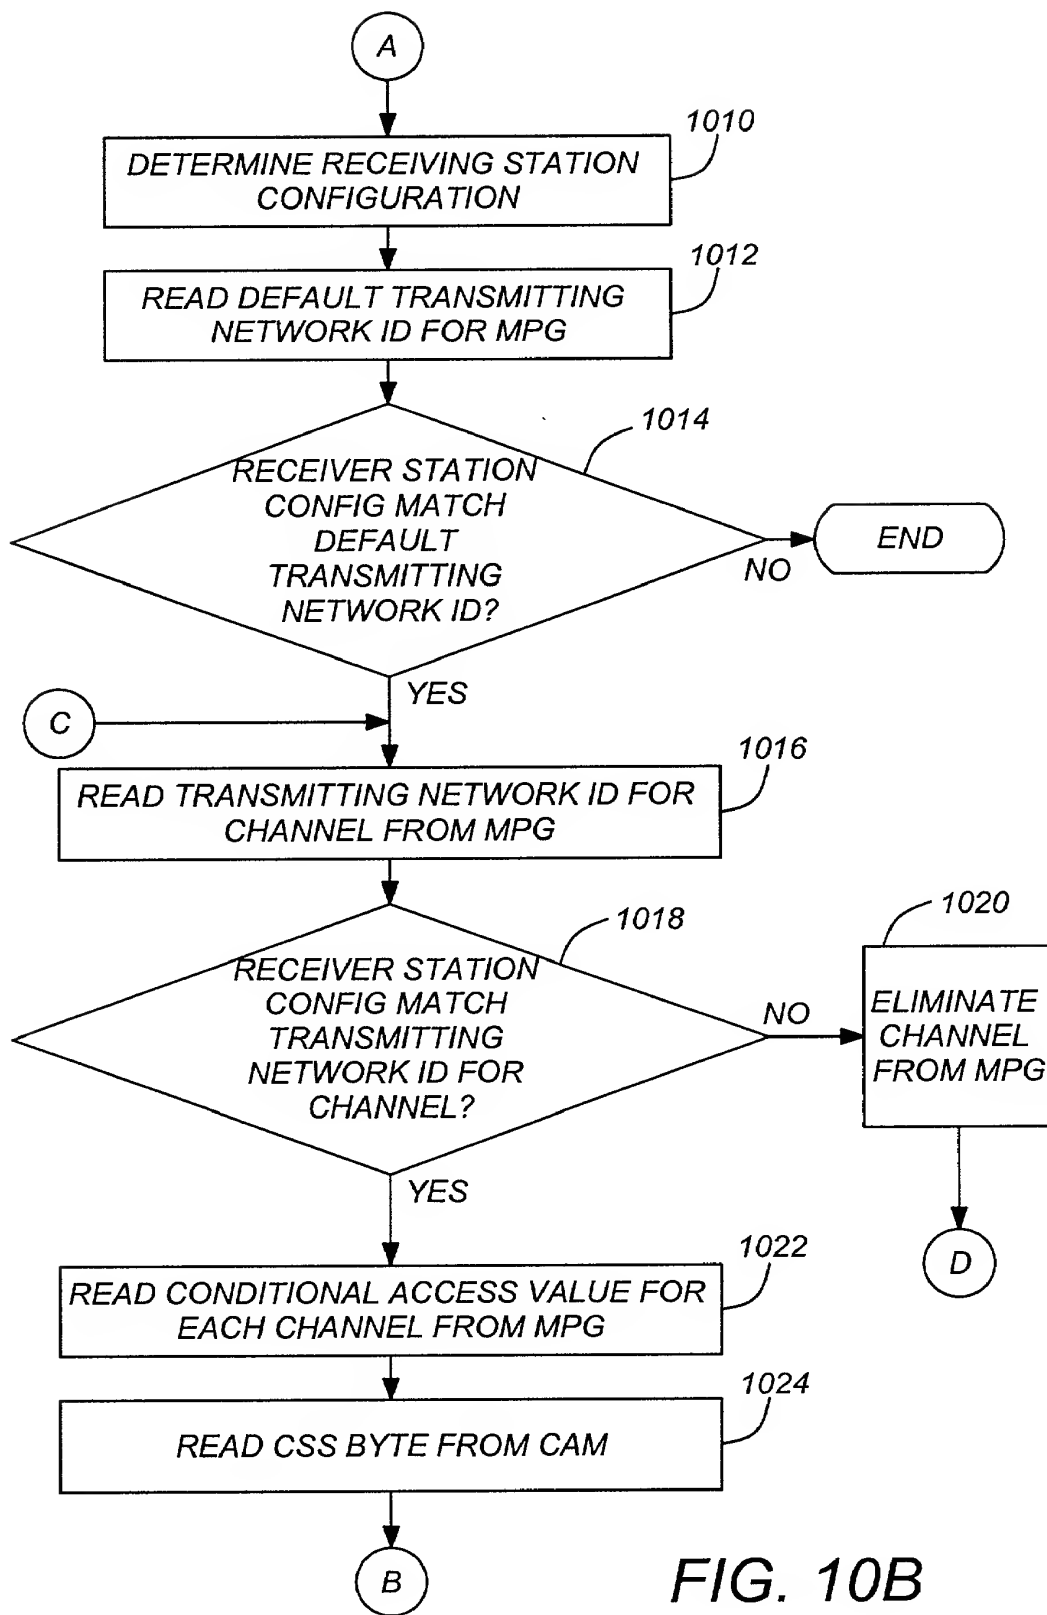 A
1010
DETERMINE RECEIVING STATION
CONFIGURATION
1012
READ DEFAULT TRANSMITTING
NETWORK ID FOR MPG
1014
RECEIVER STATION
CONFIG MATCH
DEFAULT
TRANSMITTING
NETWORK ID?
NO
END
YES
C
1016
READ TRANSMITTING NETWORK ID FOR
CHANNEL FROM MPG
1018
RECEIVER STATION
CONFIG MATCH
TRANSMITTING
NETWORK ID FOR
CHANNEL?
NO
1020
ELIMINATE
CHANNEL
FROM MPG
D
YES
1022
READ CONDITIONAL ACCESS VALUE FOR
EACH CHANNEL FROM MPG
1024
READ CSS BYTE FROM CAM
B
FIG. 10B